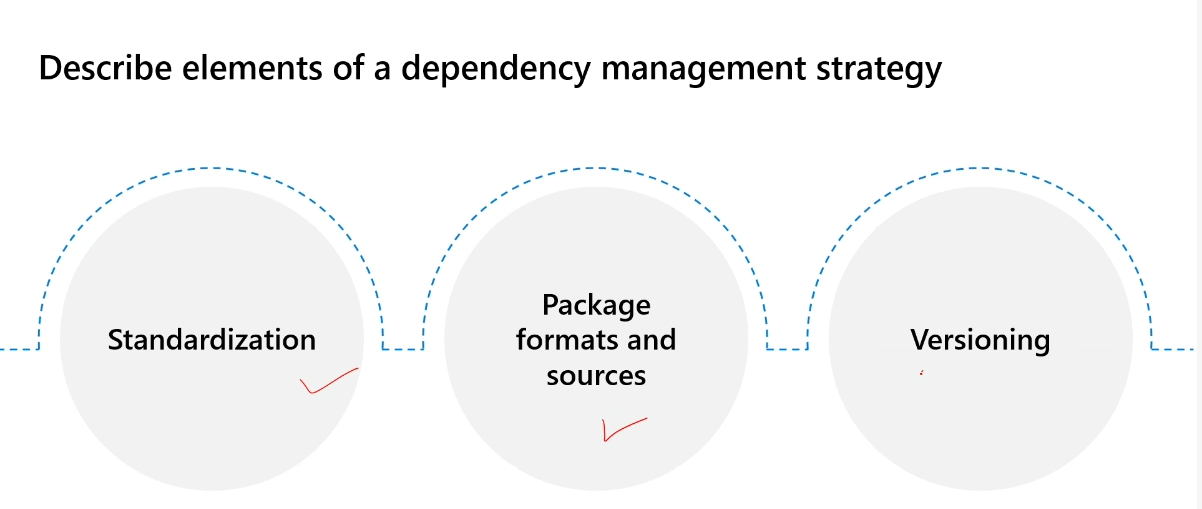 Describe elements of a dependency management strategy
Standardization
Package
formats and
sources
Versioning